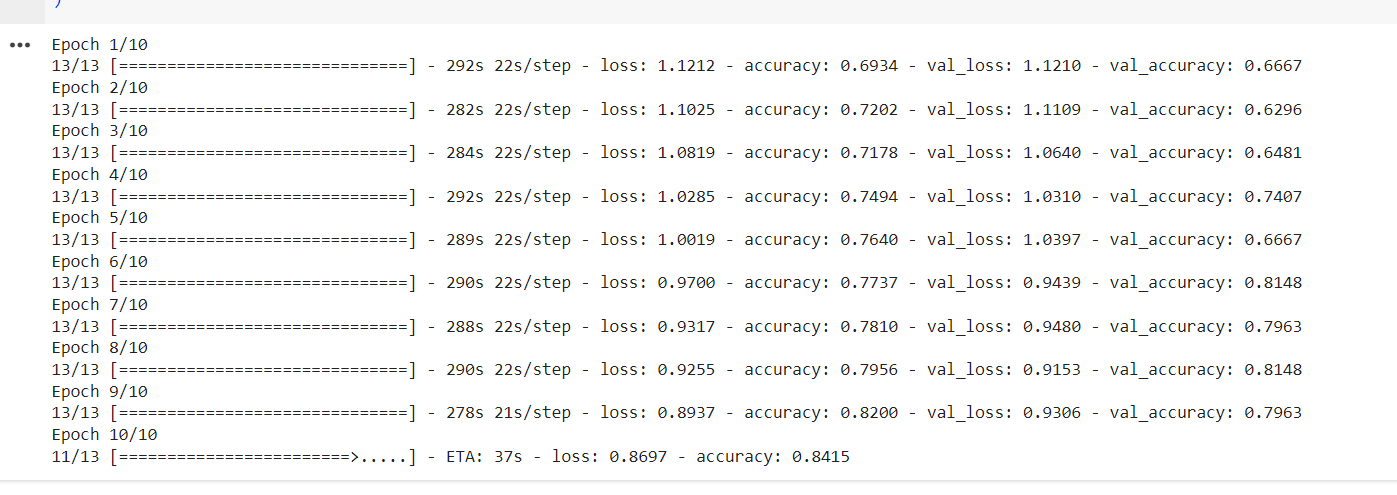 )
Epoch 1/10
13/13 [==============================] - 292s 22s/step - loss: 1.1212 - accuracy: 0.6934 - val_loss: 1.1210 - val_accuracy: 0.6667
Epoch 2/10
13/13 [==============================] - 282s 22s/step - loss: 1.1025 - accuracy: 0.7202 - val_loss: 1.1109 - val_accuracy: 0.6296
Epoch 3/10
13/13 [==============================] - 284s 22s/step - loss: 1.0819 - accuracy: 0.7178 - val_loss: 1.0640 - val_accuracy: 0.6481
Epoch 4/10
13/13 [==============================] - 292s 22s/step - loss: 1.0285 - accuracy: 0.7494 - val_loss: 1.0310 - val_accuracy: 0.7407
Epoch 5/10
13/13 [==============================] - 289s 22s/step - loss: 1.0019 - accuracy: 0.7640 - val_loss: 1.0397 - val_accuracy: 0.6667
Epoch 6/10
13/13 [==============================] - 290s 22s/step - loss: 0.9700 - accuracy: 0.7737 - val_loss: 0.9439 - val_accuracy: 0.8148
Epoch 7/10
13/13 [==============================] - 288s 22s/step - loss: 0.9317 - accuracy: 0.7810 - val_loss: 0.9480 - val_accuracy: 0.7963
Epoch 8/10
13/13 [==============================] - 290s 22s/step - loss: 0.9255 - accuracy: 0.7956 - val_loss: 0.9153 - val_accuracy: 0.8148
Epoch 9/10
13/13 [==============================] - 278s 21s/step - loss: 0.8937 - accuracy: 0.8200 - val_loss: 0.9306 - val_accuracy: 0.7963
Epoch 10/10
11/13 [========================>.....] - ETA: 37s - loss: 0.8697 - accuracy: 0.8415